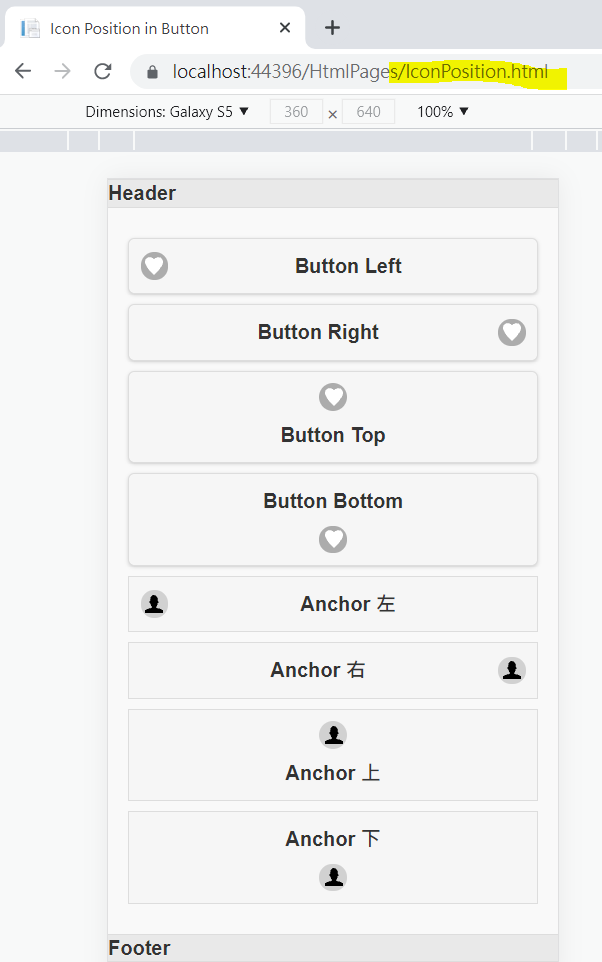 Icon Position in Button
localhost:44396/HtmlPages/IconPosition.html
Dimensions: Galaxy S5 ▼ 360 × 640 100% ▼
Header
Button Left
Button Right
Button Top
Button Bottom
Anchor 左
Anchor 右
Anchor 上
Anchor 下
Footer